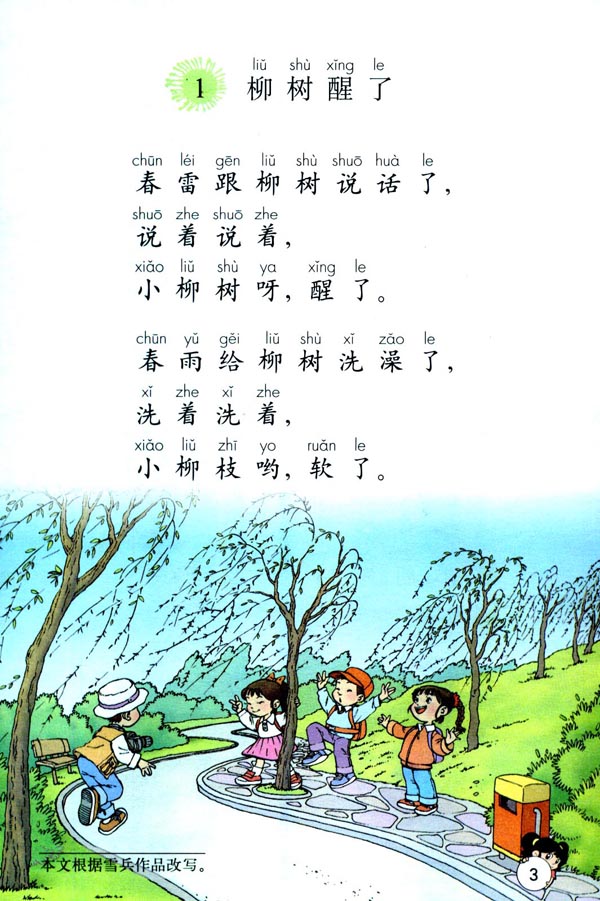 1
liǔ shù xǐng le
柳树醒了
chūn léi gēn liǔ shù shuō huà le
春雷跟柳树说话了，
shuō zhe shuō zhe
说着说着，
xiǎo liǔ shù ya xǐng le
小柳树呀，醒了。
chūn yǔ gěi liǔ shù xǐ zǎo le
春雨给柳树洗澡了，
xǐ zhe xǐ zhe
洗着洗着，
xiǎo liǔ zhī yo ruǎn le
小柳枝哟，软了。
本文根据雪兵作品改写。
3